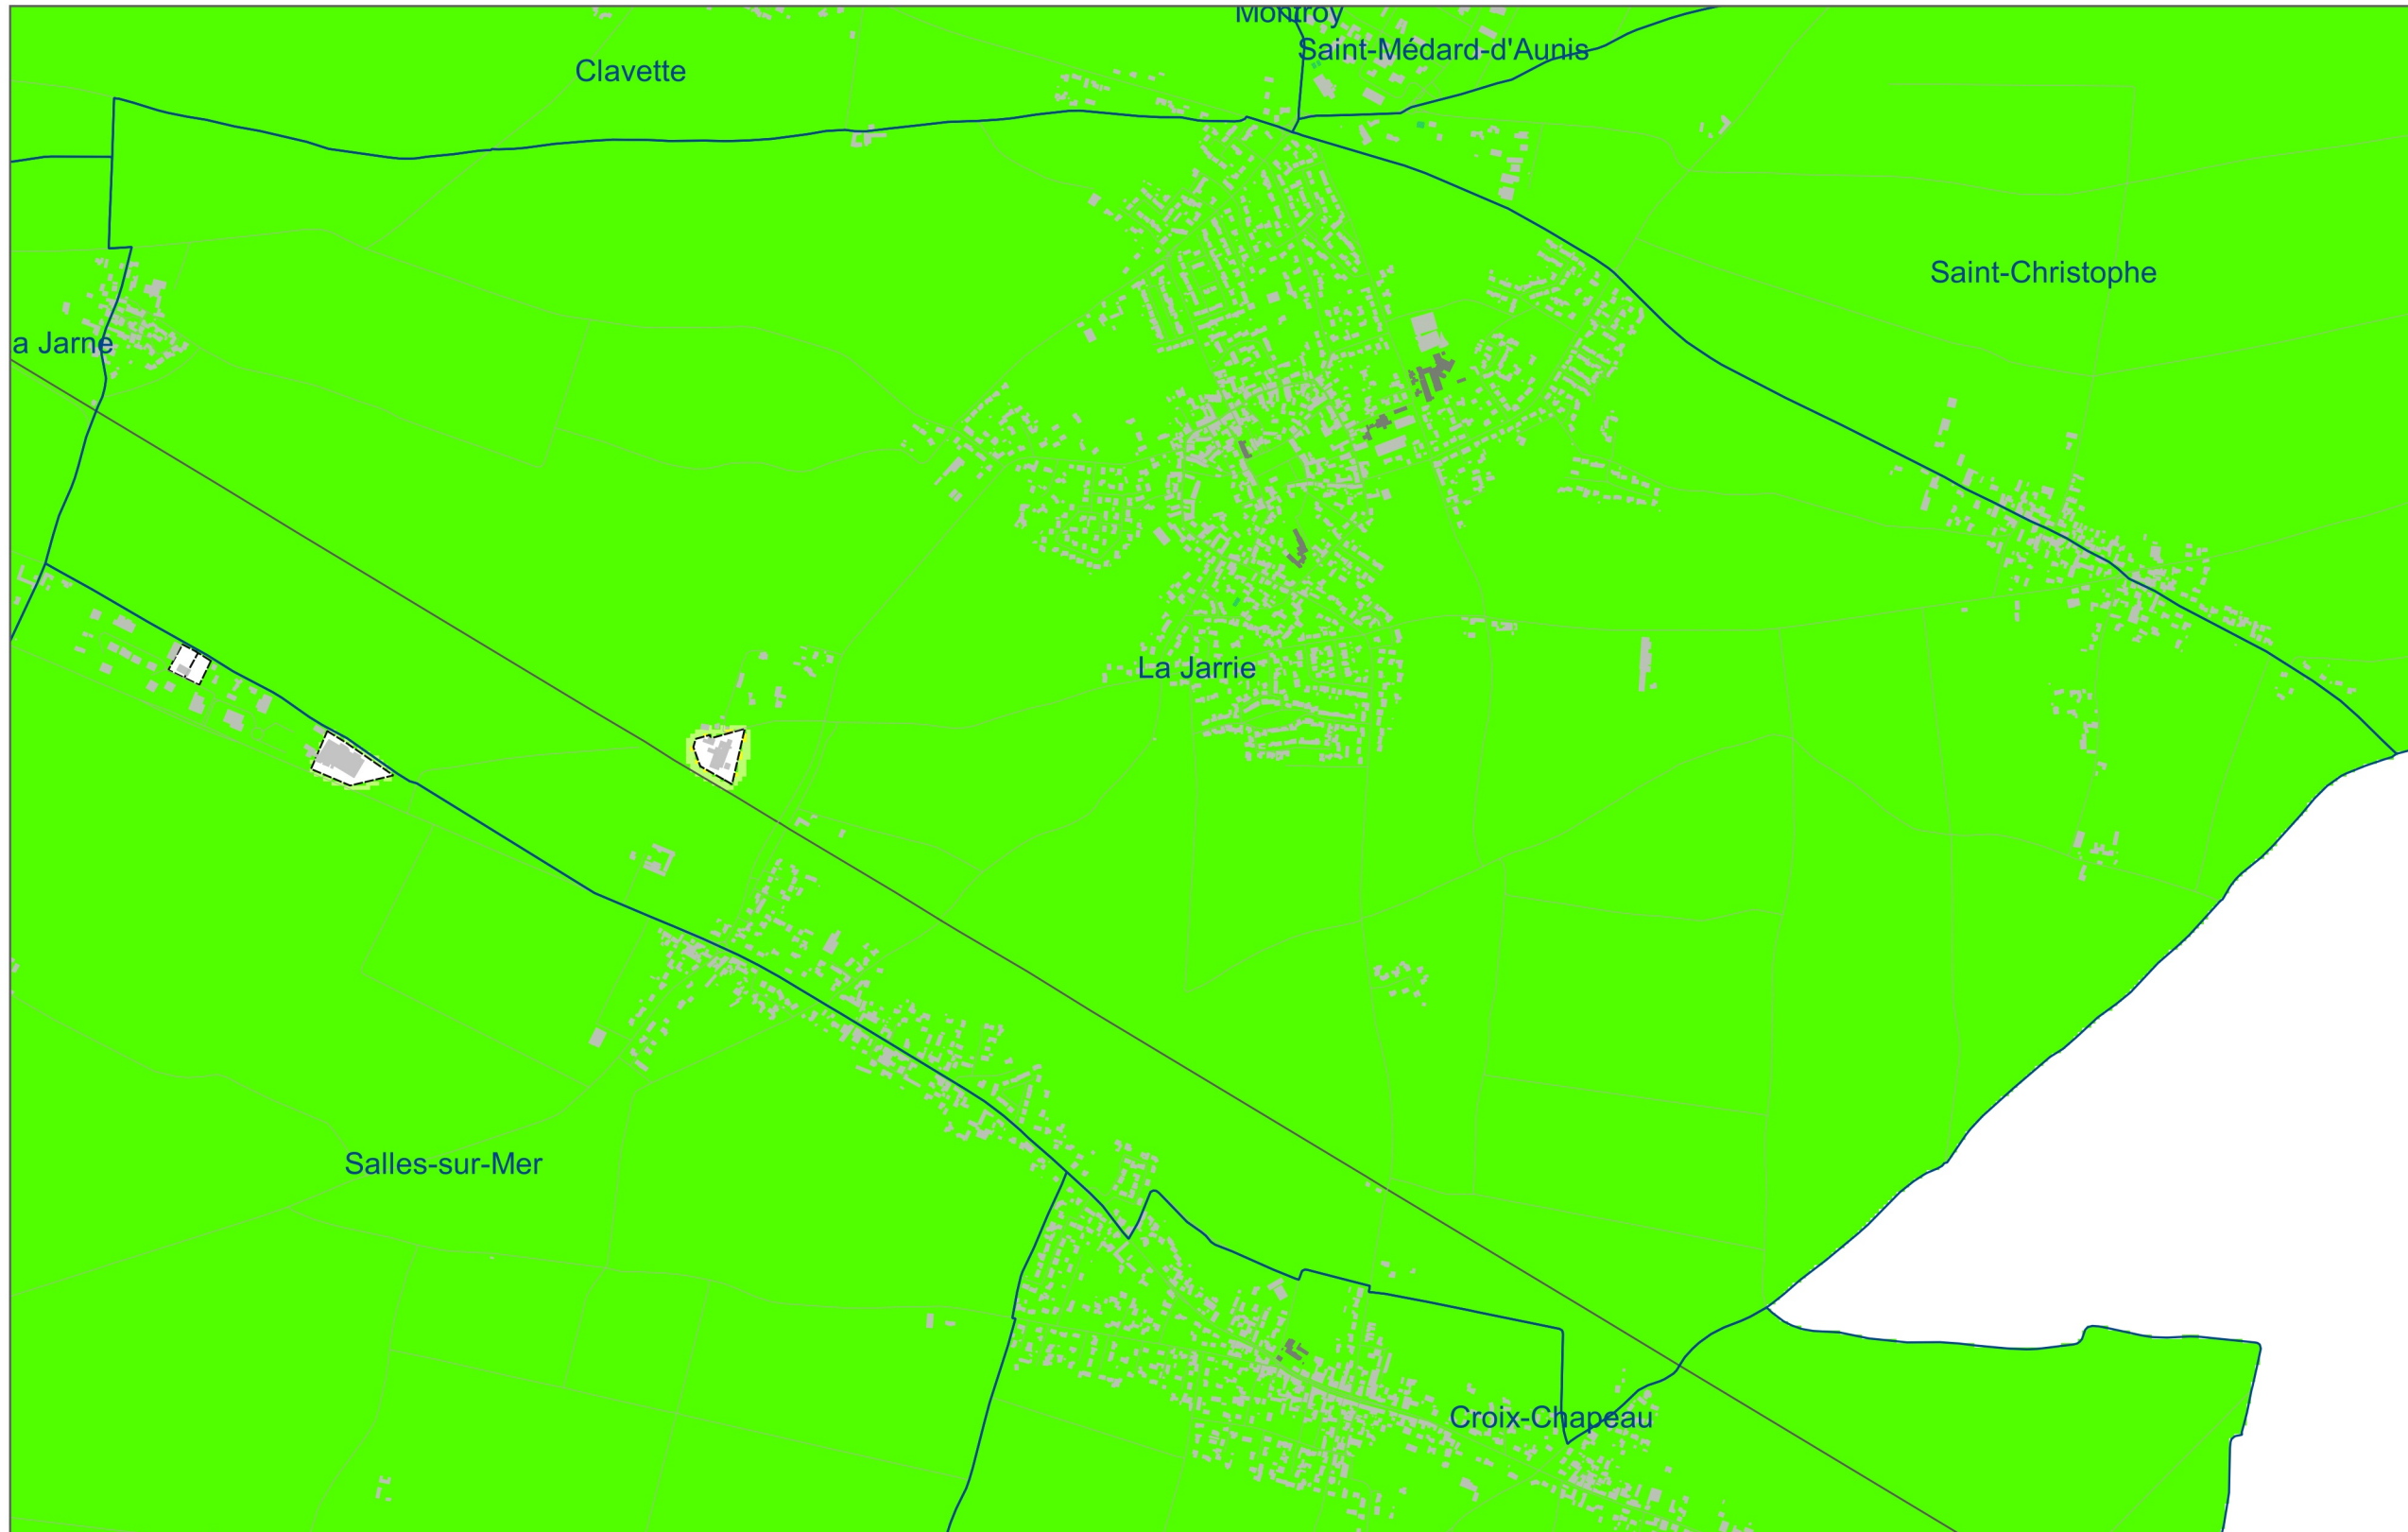 Montroy
Saint-Médard-d'Aunis
Clavette
Saint-Christophe
a Jarne
La Jarrie
Salles-sur-Mer
Croix-Chapeau